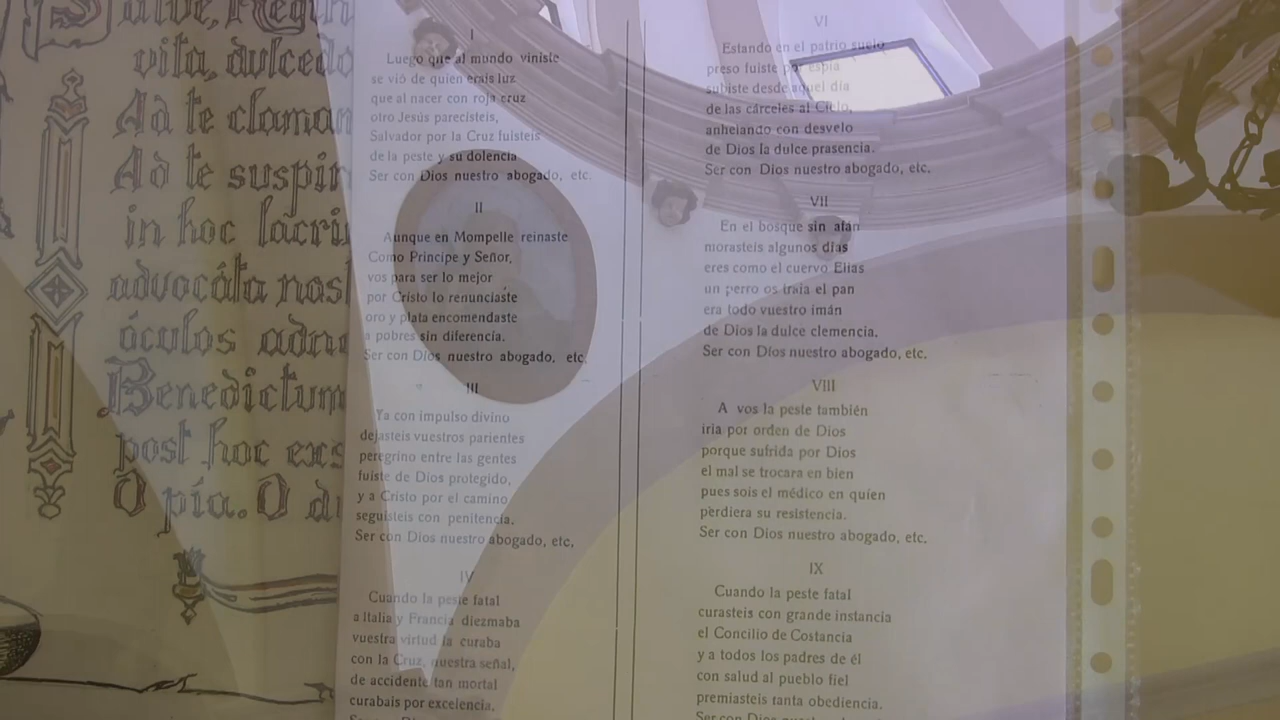 Salve, Regin
vita, dulcedo
Ad te claman
Ad te suspir
in hoc lacri
advocáta nos
óculos adne
Benedictum
post hoc exs
O pía. O du
I
Luego que al mundo viniste
se vió de quien erais luz
que al nacer con roja cruz
otro Jesús parecísteis,
Salvador por la Cruz fuisteis
de la peste y su dolencia
Ser con Dios nuestro abogado, etc.
II
Aunque en Mompelle reinaste
Como Príncipe y Señor,
vos para ser lo mejor
por Cristo lo renunciaste
oro y plata encomendaste
a pobres sin diferencia.
Ser con Dios nuestro abogado, etc
III
Ya con impulso divino
dejasteis vuestros parientes
peregrino entre las gentes
fuiste de Dios protegido,
y a Cristo por el camino
seguisteis con penitencia.
Ser con Dios nuestro abogado, etc,
IV
Cuando la peste fatal
a Italia y Francia diezmaba
vuestra virtud la curaba
con la Cruz, nuestra señal,
de accidente tan mortal
curabais por excelencia.
VI
Estando en el patrio suelo
preso fuiste por espía
subiste desde aquel día
de las cárceles al Cielo,
anhelando con desvelo
de Dios la dulce prasencia.
Ser con Dios nuestro abogado, etc.
VII
En el bosque sin afán
morasteis algunos días
eres como el cuervo Elias
un perro os traia el pan
era todo vuestro imán
de Dios la dulce clemencia.
Ser con Dios nuestro abogado, etc.
VIII
A vos la peste también
iria por orden de Dios
porque sufrida por Dios
el mal se trocara en bien
pues sois el médico en quien
perdiera su resistencia.
Ser con Dios nuestro abogado, etc.
IX
Cuando la peste fatal
curasteis con grande instancia
el Concilio de Costancia
y a todos los padres de él
con salud al pueblo fiel
premiasteis tanta obediencia.